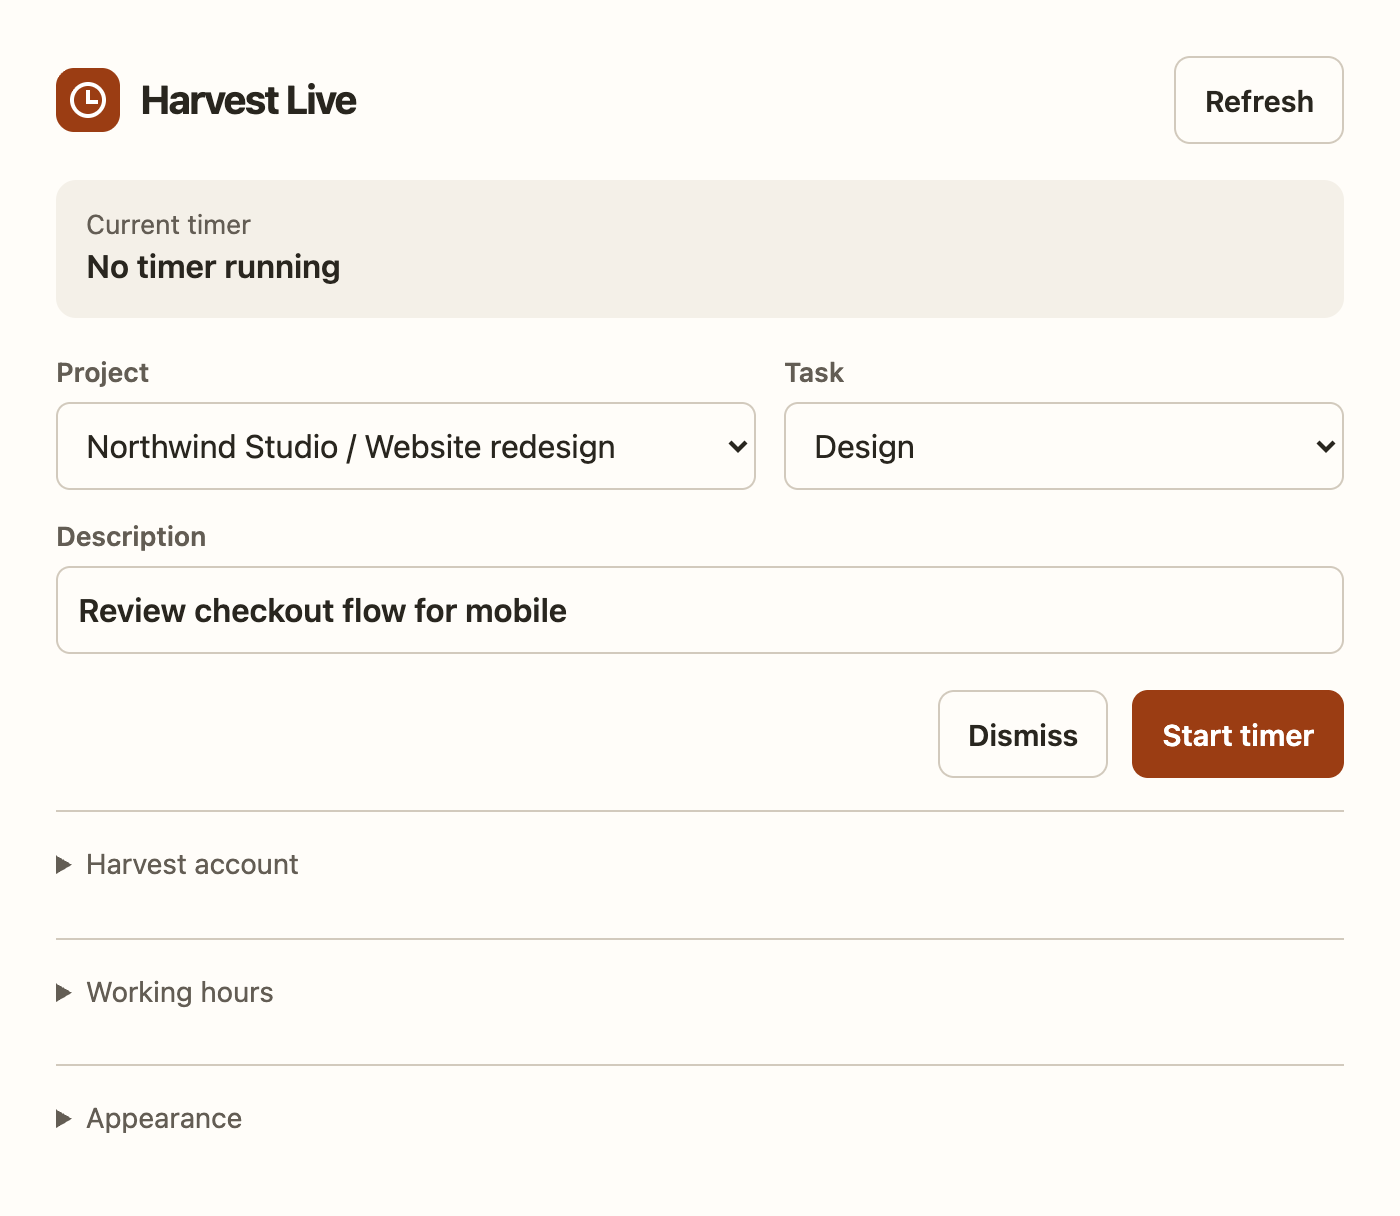 Harvest Live
Refresh
Current timer
No timer running
Project
Task
Northwind Studio / Website redesign
Design
Description
Review checkout flow for mobile
Dismiss
Start timer
Harvest account
Working hours
Appearance